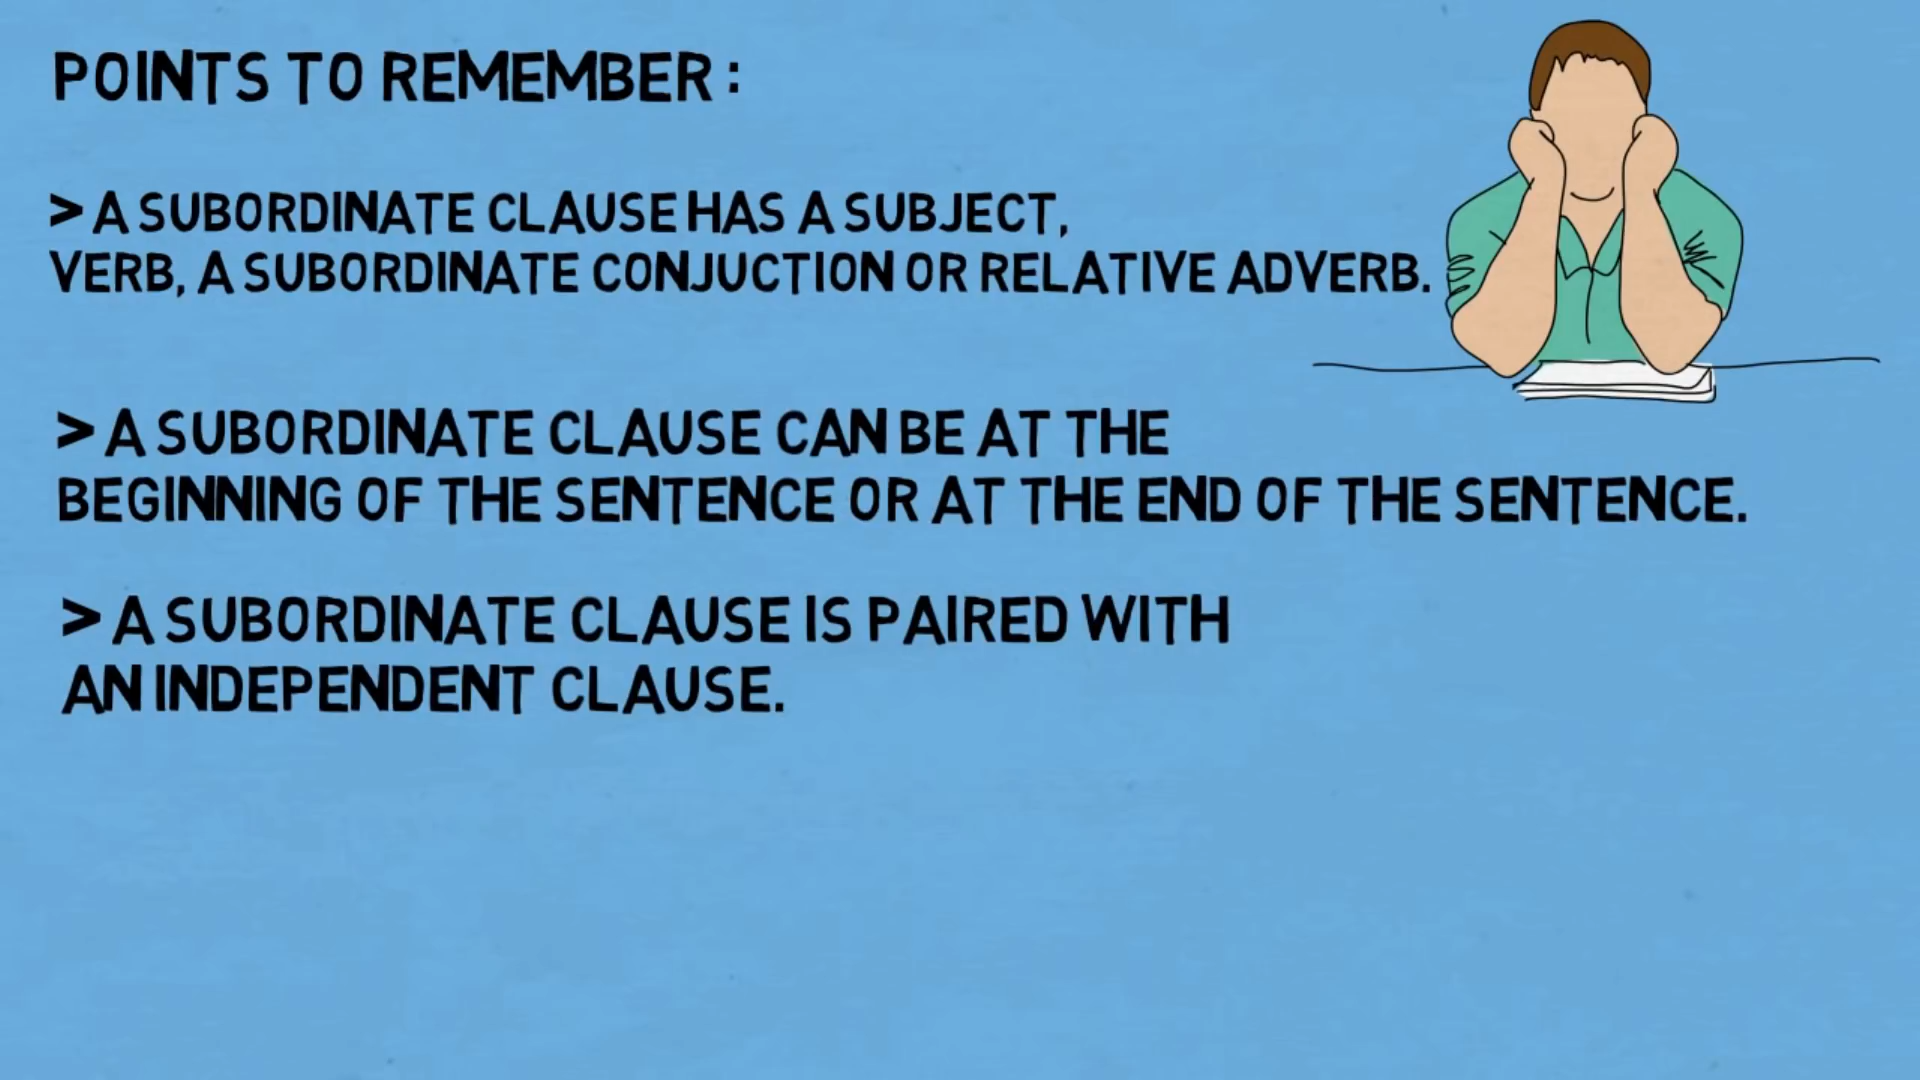 POINTS TO REMEMBER :
> A SUBORDINATE CLAUSE HAS A SUBJECT,
VERB, A SUBORDINATE CONJUCTION OR RELATIVE ADVERB.
> A SUBORDINATE CLAUSE CAN BE AT THE
BEGINNING OF THE SENTENCE OR AT THE END OF THE SENTENCE.
> A SUBORDINATE CLAUSE IS PAIRED WITH
AN INDEPENDENT CLAUSE.